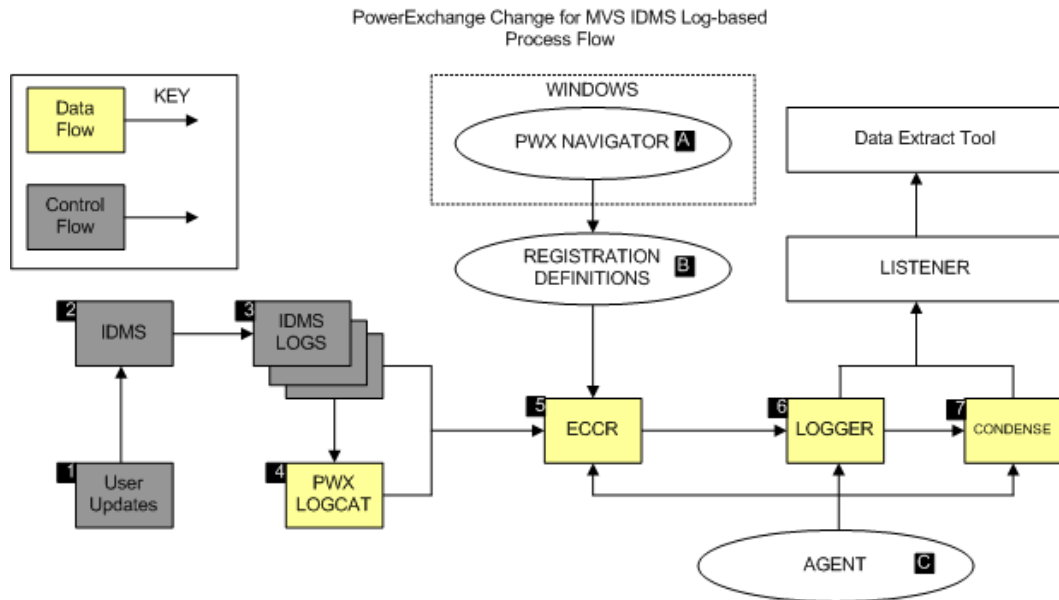 PowerExchange Change for MVS IDMS Log-based
Process Flow
KEY
Data
Flow
Control
Flow
WINDOWS
PWX NAVIGATOR A
REGISTRATION
DEFINITIONS B
Data Extract Tool
LISTENER
2
IDMS
3
IDMS
LOGS
1
User
Updates
4
PWX
LOGCAT
5
ECCR
6
LOGGER
7
CONDENSE
AGENT C